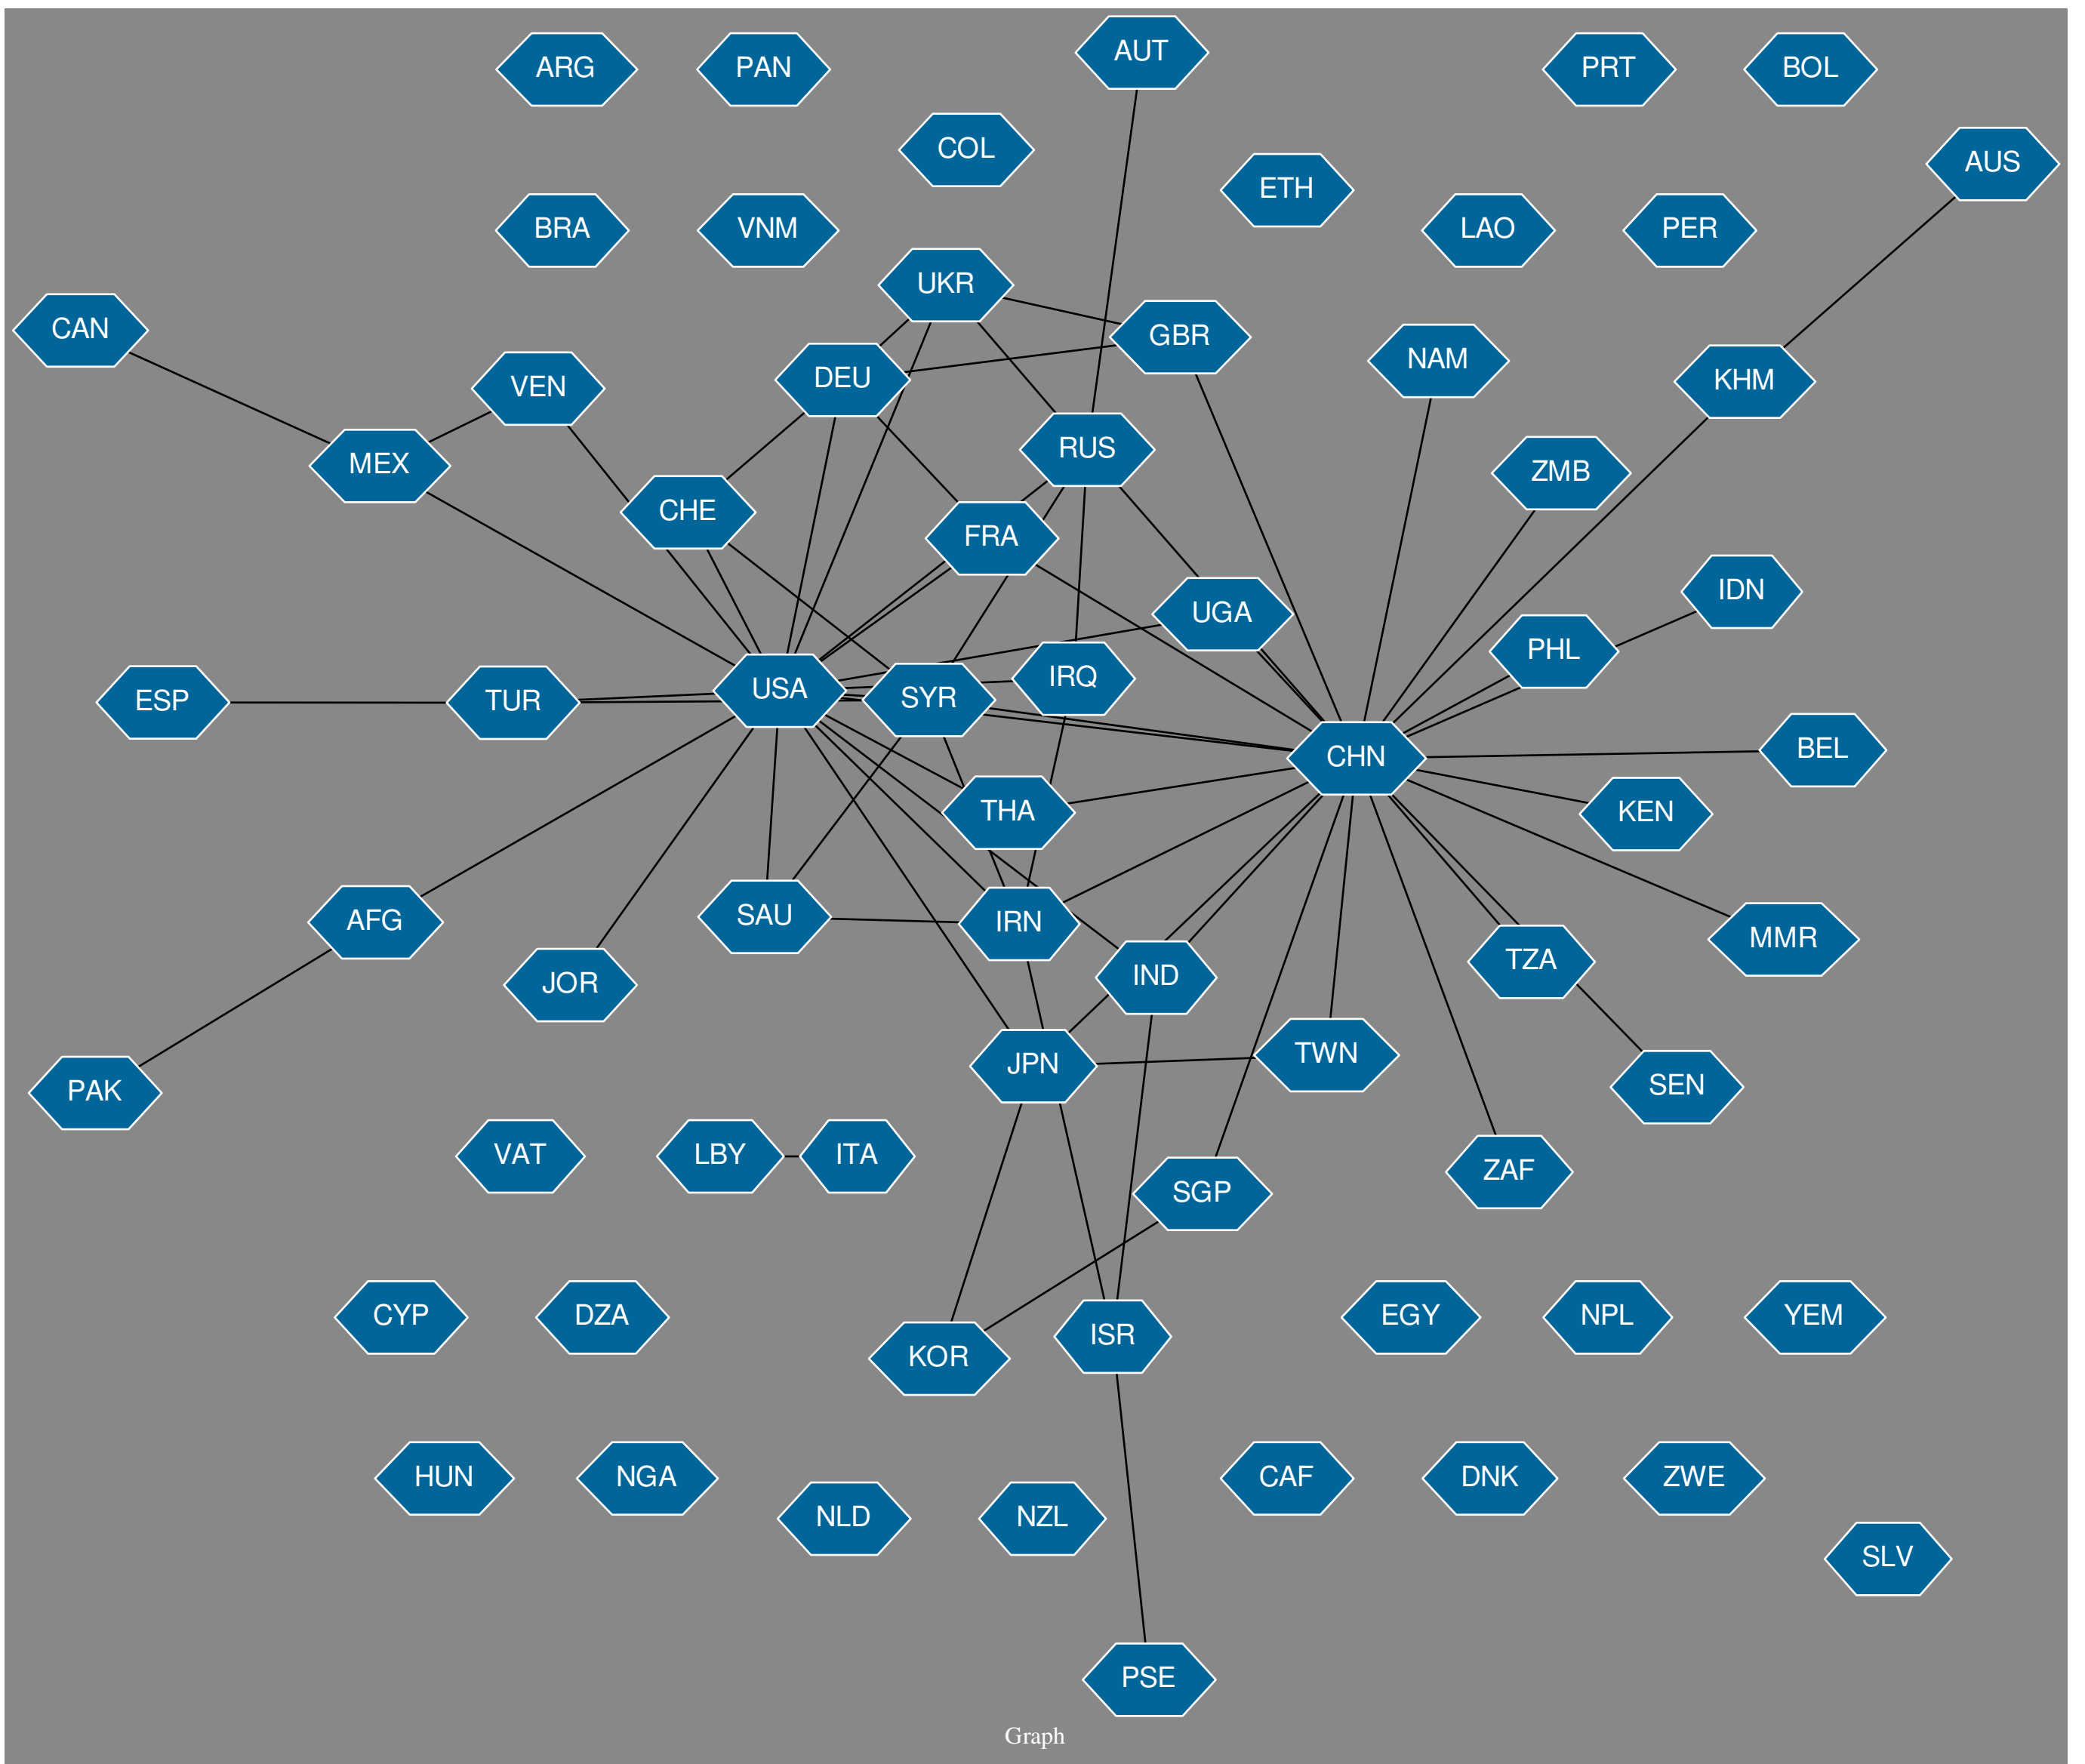 AUT
ARG
PAN
PRT
BOL
COL
AUS
ETH
BRA
VNM
LAO
PER
UKR
CAN
GBR
NAM
DEU
KHM
VEN
RUS
MEX
ZMB
CHE
FRA
IDN
UGA
PHL
IRQ
USA
SYR
ESP
TUR
BEL
CHN
THA
KEN
SAU
AFG
IRN
MMR
TZA
IND
JOR
TWN
JPN
SEN
PAK
VAT
LBY
ITA
ZAF
SGP
CYP
DZA
EGY
NPL
YEM
ISR
KOR
HUN
NGA
CAF
DNK
ZWE
NLD
NZL
SLV
PSE
Graph